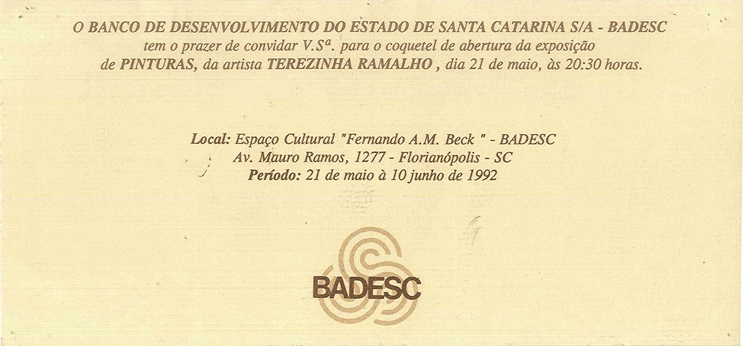 O BANCO DE DESENVOLVIMENTO DO ESTADO DE SANTA CATARINA S/A - BADESC
tem o prazer de convidar V.Sª. para o coquetel de abertura da exposição
de PINTURAS, da artista TEREZINHA RAMALHO , dia 21 de maio, às 20:30 horas.
Local: Espaço Cultural "Fernando A.M. Beck " - BADESC
Av. Mauro Ramos, 1277 - Florianópolis - SC
Período: 21 de maio à 10 junho de 1992
BADESC